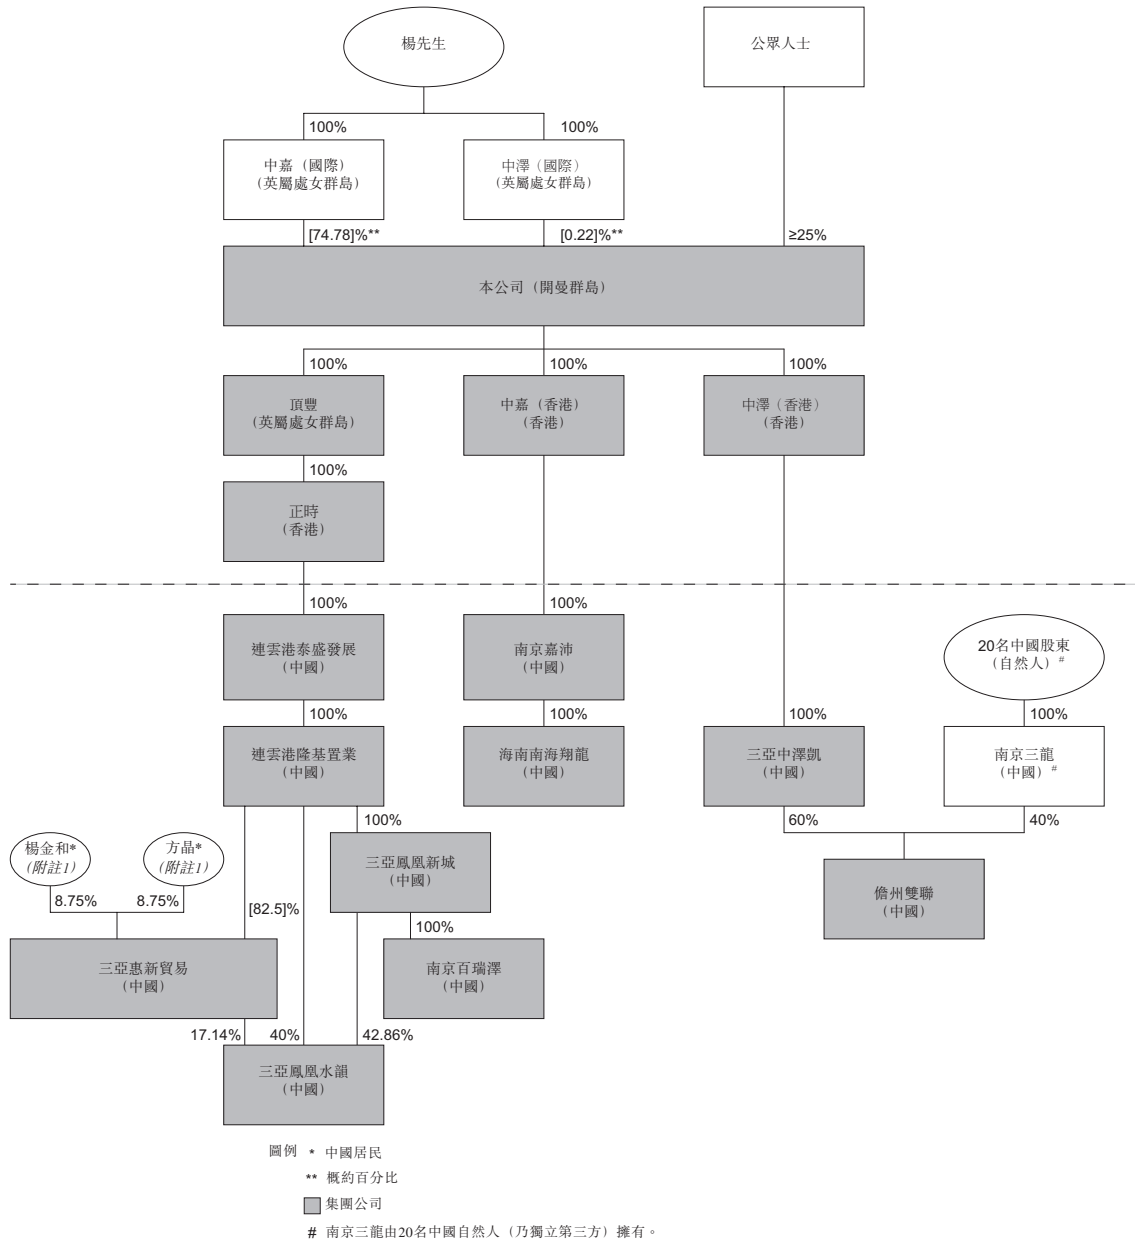 楊先生
公眾人士
100%
100%
中嘉（國際）
（英屬處女群島）
中澤（國際）
（英屬處女群島）
[74.78]%**
[0.22]%**
≥25%
本公司（開曼群島）
100%
100%
100%
頂豐
（英屬處女群島）
中嘉（香港）
（香港）
中澤（香港）
（香港）
100%
正時
（香港）
100%
100%
連雲港泰盛發展
（中國）
南京嘉沛
（中國）
20名中國股東
（自然人）#
100%
100%
100%
100%
連雲港隆基置業
（中國）
海南南海翔龍
（中國）
三亞中澤凱
（中國）
南京三龍
（中國）#
100%
60%
40%
楊金和*
（附註1）
方晶*
（附註1）
三亞鳳凰新城
（中國）
儋州雙聯
（中國）
8.75%
8.75%
[82.5]%
100%
三亞惠新貿易
（中國）
南京百瑞澤
（中國）
17.14%
40%
42.86%
三亞鳳凰水韻
（中國）
圖例 * 中國居民
** 概約百分比
集團公司
# 南京三龍由20名中國自然人（乃獨立第三方）擁有。